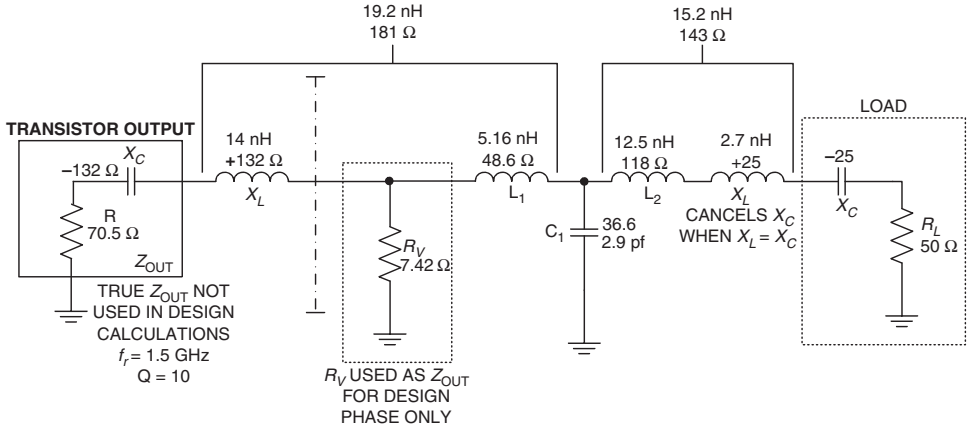 19.2 nH
181 Ω
15.2 nH
143 Ω
LOAD
TRANSISTOR OUTPUT
X_C
−132 Ω
R
70.5 Ω
Z_OUT
14 nH
+132 Ω
X_L
5.16 nH
48.6 Ω
L_1
12.5 nH
118 Ω
L_2
2.7 nH
+25
X_L
CANCELS X_C
WHEN X_L = X_C
−25
X_C
R_L
50 Ω
R_V
7.42 Ω
C_1
36.6
2.9 pf
TRUE Z_OUT NOT
USED IN DESIGN
CALCULATIONS
f_r = 1.5 GHz
Q = 10
R_V USED AS Z_OUT
FOR DESIGN
PHASE ONLY